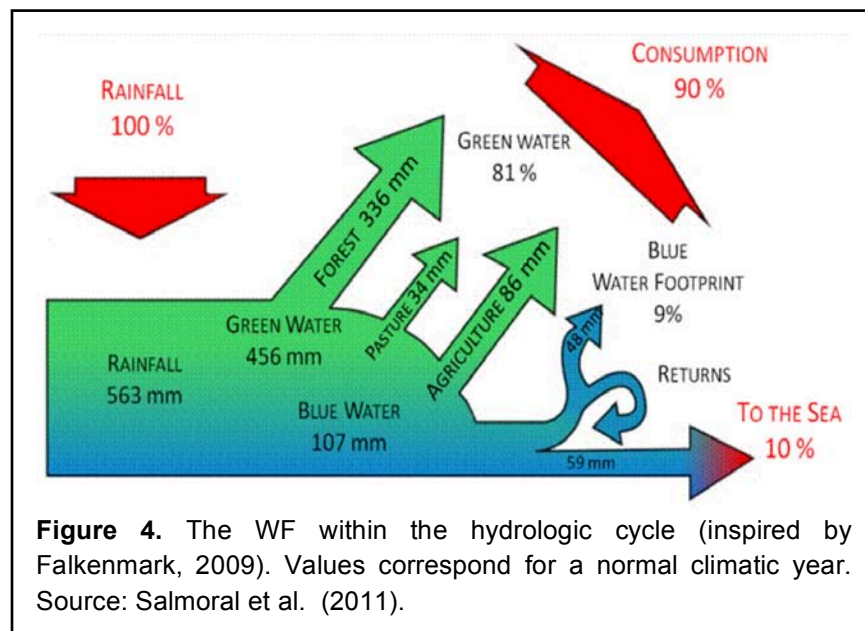 RAINFALL
100 %
CONSUMPTION
90 %
GREEN WATER
81 %
FOREST 336 mm
PASTURE 34 mm
AGRICULTURE 86 mm
GREEN WATER
456 mm
RAINFALL
563 mm
BLUE WATER
107 mm
BLUE
WATER FOOTPRINT
9%
48 mm
RETURNS
59 mm
TO THE SEA
10 %
Figure 4. The WF within the hydrologic cycle (inspired by
Falkenmark, 2009). Values correspond for a normal climatic year.
Source: Salmoral et al. (2011).